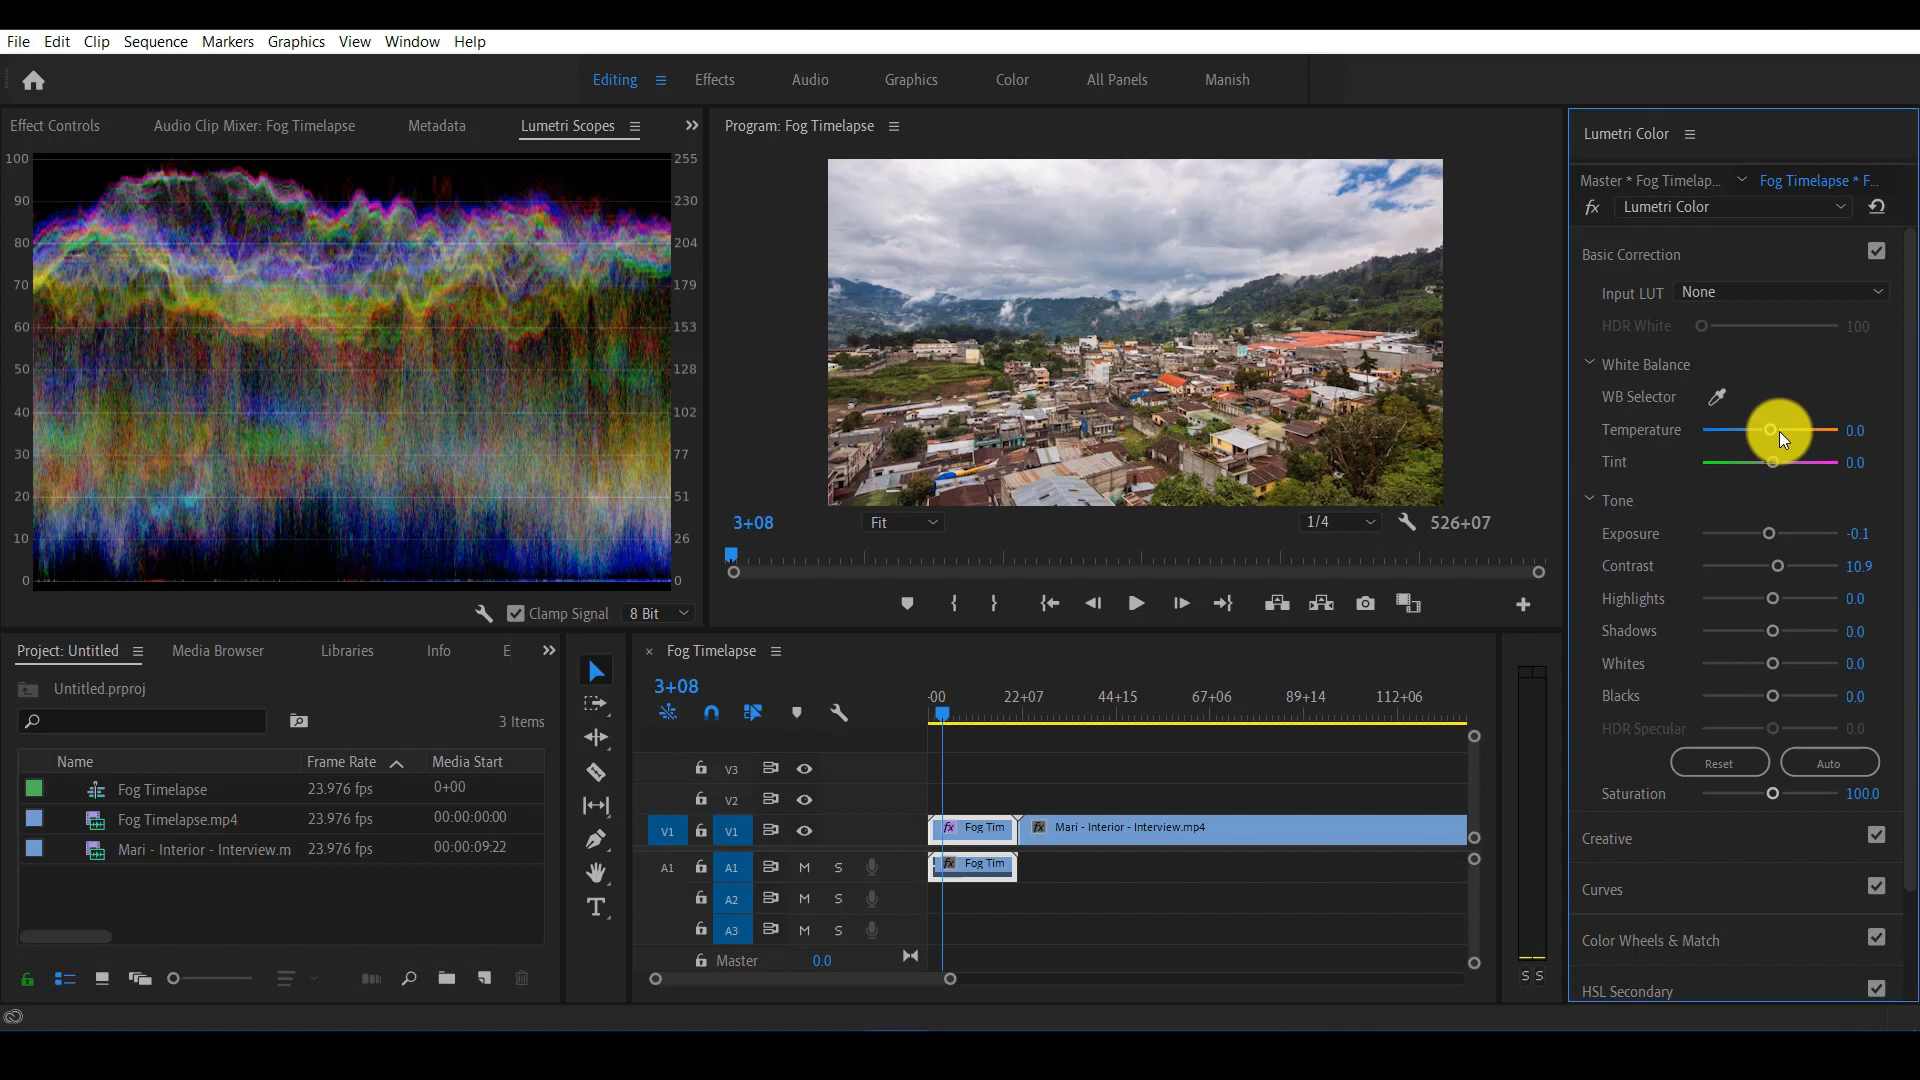 File Edit Clip Sequence Markers Graphics View Window Help
Editing Effects Audio Graphics Color All Panels Manish
Effect Controls Audio Clip Mixer: Fog Timelapse Metadata Lumetri Scopes
100 255
90 230
80 204
70 179
60 153
50 128
40 102
30 77
20 51
10 26
0 0
Clamp Signal 8 Bit
Program: Fog Timelapse
3+08 Fit 1/4 526+07
Lumetri Color
Master * Fog Timelap... Fog Timelapse * F...
fx Lumetri Color
Basic Correction
Input LUT None
HDR White 100
White Balance
WB Selector
Temperature 0.0
Tint 0.0
Tone
Exposure -0.1
Contrast 10.9
Highlights 0.0
Shadows 0.0
Whites 0.0
Blacks 0.0
HDR Specular 0.0
Reset Auto
Saturation 100.0
Creative
Curves
Color Wheels & Match
HSL Secondary
Project: Untitled Media Browser Libraries Info E
Untitled.prproj
3 Items
Name Frame Rate Media Start
Fog Timelapse 23.976 fps 0+00
Fog Timelapse.mp4 23.976 fps 00:00:00:00
Mari - Interior - Interview.m 23.976 fps 00:00:09:22
× Fog Timelapse
3+08
:00 22+07 44+15 67+06 89+14 112+06
V3
V2
V1 V1 fx Fog Tim fx Mari - Interior - Interview.mp4
A1 A1 M S fx Fog Tim
A2 M S
A3 M S
Master 0.0
S S